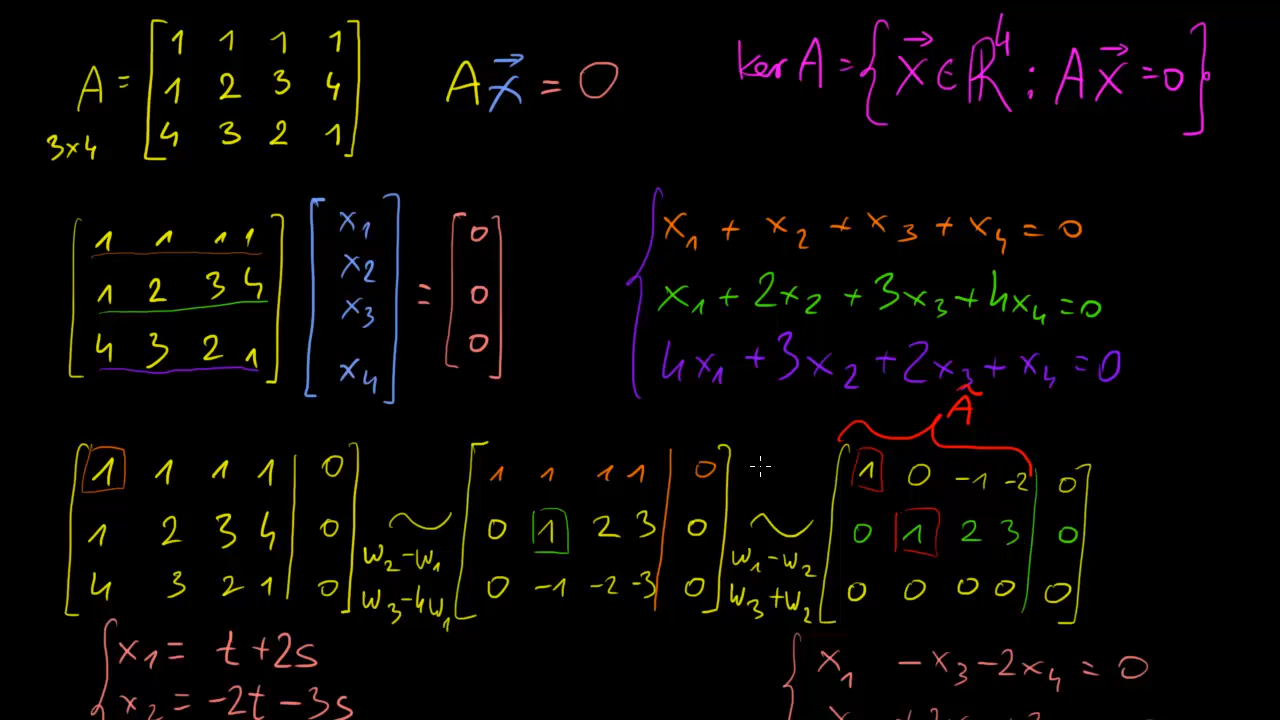 A = [ 1 1 1 1
1 2 3 4
4 3 2 1 ]
3x4
Ax⃗ = 0
ker A = { x⃗ ∈ ℝ⁴ : Ax⃗ = 0 }
[ 1 1 1 1
1 2 3 4
4 3 2 1 ]
[ x₁
x₂
x₃
x₄ ]
= [ 0
0
0 ]
x₁ + x₂ + x₃ + x₄ = 0
x₁ + 2x₂ + 3x₃ + 4x₄ = 0
4x₁ + 3x₂ + 2x₃ + x₄ = 0
[ 1 1 1 1 | 0
1 2 3 4 | 0
4 3 2 1 | 0 ]
~
w₂ - w₁
w₃ - 4w₁
[ 1 1 1 1 | 0
0 1 2 3 | 0
0 -1 -2 -3 | 0 ]
~
w₁ - w₂
w₃ + w₂
Ã
[ 1 0 -1 -2 | 0
0 1 2 3 | 0
0 0 0 0 | 0 ]
x₁ = t + 2s
x₂ = -2t - 3s
x₁ - x₃ - 2x₄ = 0